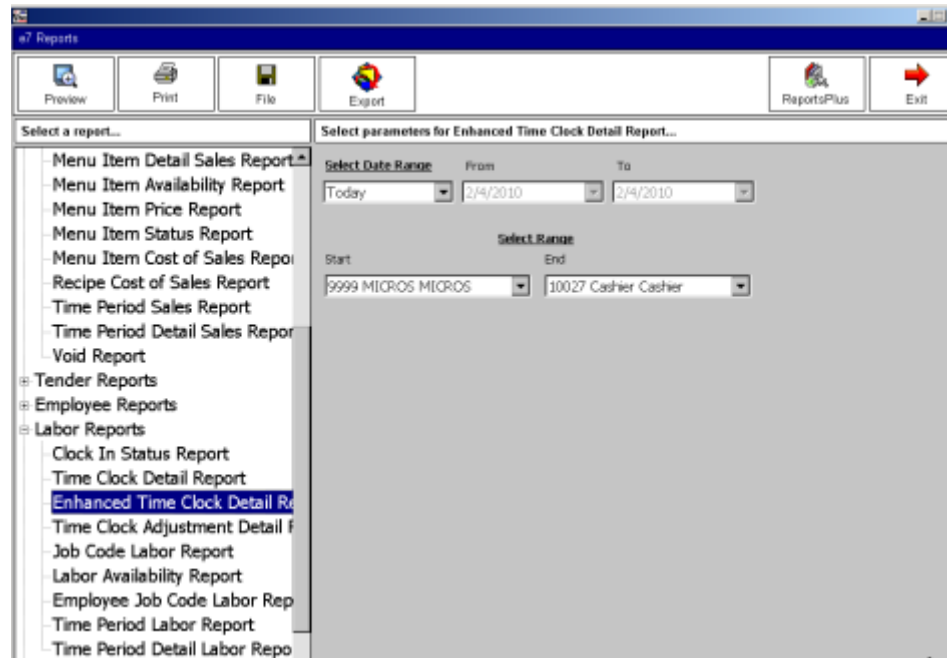 e7 Reports
Preview
Print
File
Export
ReportsPlus
Exit
Select a report...
Select parameters for Enhanced Time Clock Detail Report...
Menu Item Detail Sales Report
Menu Item Availability Report
Menu Item Price Report
Menu Item Status Report
Menu Item Cost of Sales Repo
Recipe Cost of Sales Report
Time Period Sales Report
Time Period Detail Sales Repor
Void Report
Tender Reports
Employee Reports
Labor Reports
Clock In Status Report
Time Clock Detail Report
Enhanced Time Clock Detail Re
Time Clock Adjustment Detail R
Job Code Labor Report
Labor Availability Report
Employee Job Code Labor Rep
Time Period Labor Report
Time Period Detail Labor Repo
Select Date Range From To
Today 2/4/2010 2/4/2010
Select Range
Start End
9999 MICROS MICROS 10027 Cashier Cashier